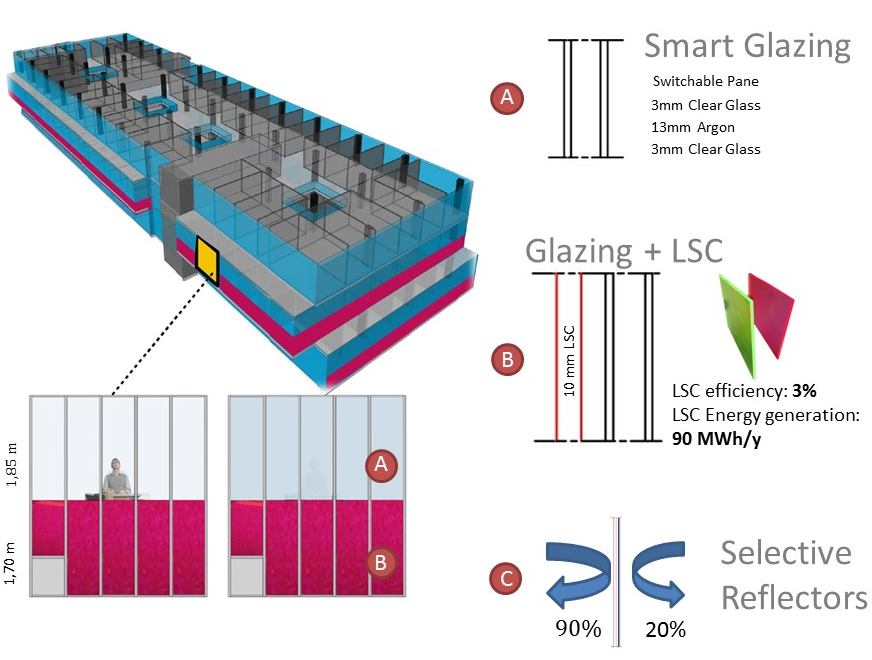 Smart Glazing
A
Switchable Pane
3mm Clear Glass
13mm Argon
3mm Clear Glass
Glazing + LSC
B
10 mm LSC
LSC efficiency: 3%
LSC Energy generation:
90 MWh/y
1,85 m
A
1,70 m
B
C
Selective
Reflectors
90%
20%